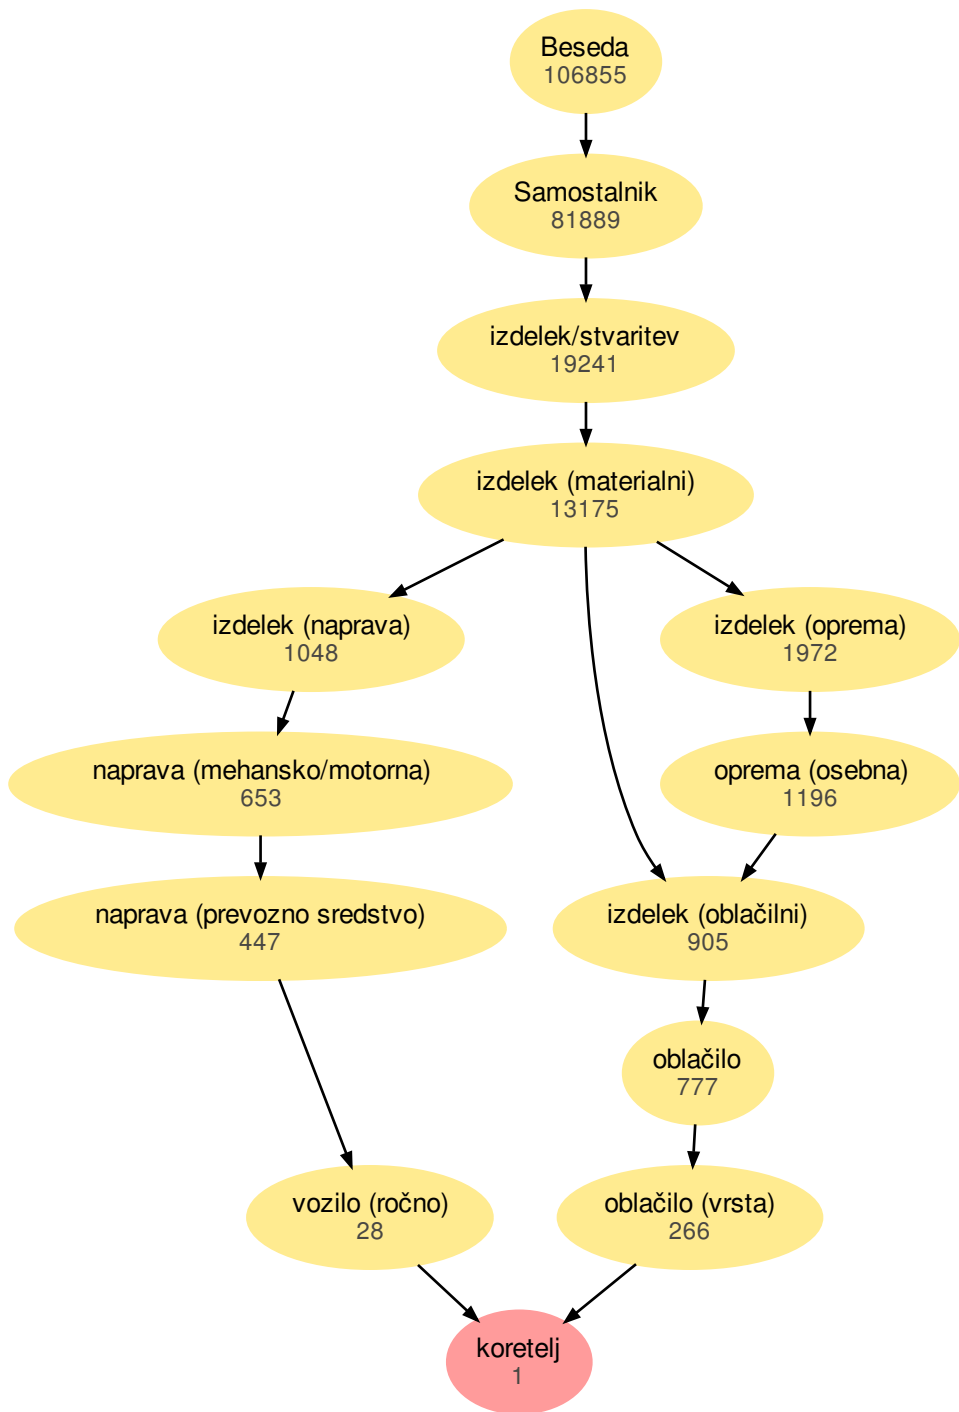 Beseda
106855
Samostalnik
81889
izdelek/stvaritev
19241
izdelek (materialni)
13175
izdelek (naprava)
1048
izdelek (oprema)
1972
naprava (mehansko/motorna)
653
oprema (osebna)
1196
naprava (prevozno sredstvo)
447
izdelek (oblačilni)
905
oblačilo
777
vozilo (ročno)
28
oblačilo (vrsta)
266
koretelj
1